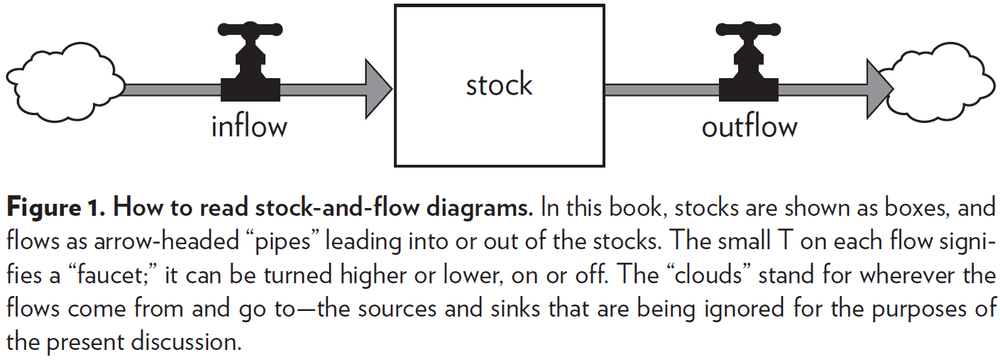 stock
inflow
outflow
Figure 1. How to read stock-and-flow diagrams. In this book, stocks are shown as boxes, and
flows as arrow-headed “pipes” leading into or out of the stocks. The small T on each flow signi-
fies a “faucet;” it can be turned higher or lower, on or off. The “clouds” stand for wherever the
flows come from and go to—the sources and sinks that are being ignored for the purposes of
the present discussion.